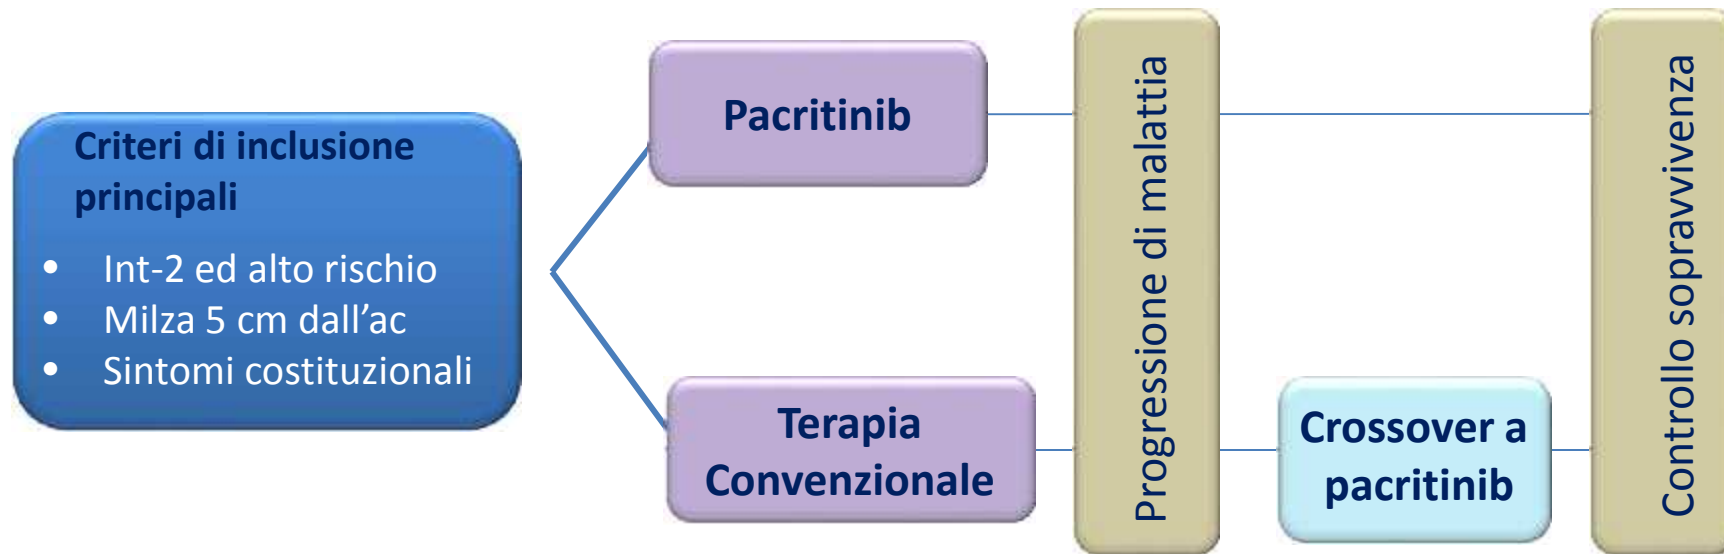 Criteri di inclusione
principali
• Int-2 ed alto rischio
• Milza 5 cm dall'ac
• Sintomi costituzionali
Pacritinib
Terapia
Convenzionale
Progressione di malattia
Crossover a
pacritinib
Controllo sopravvivenza